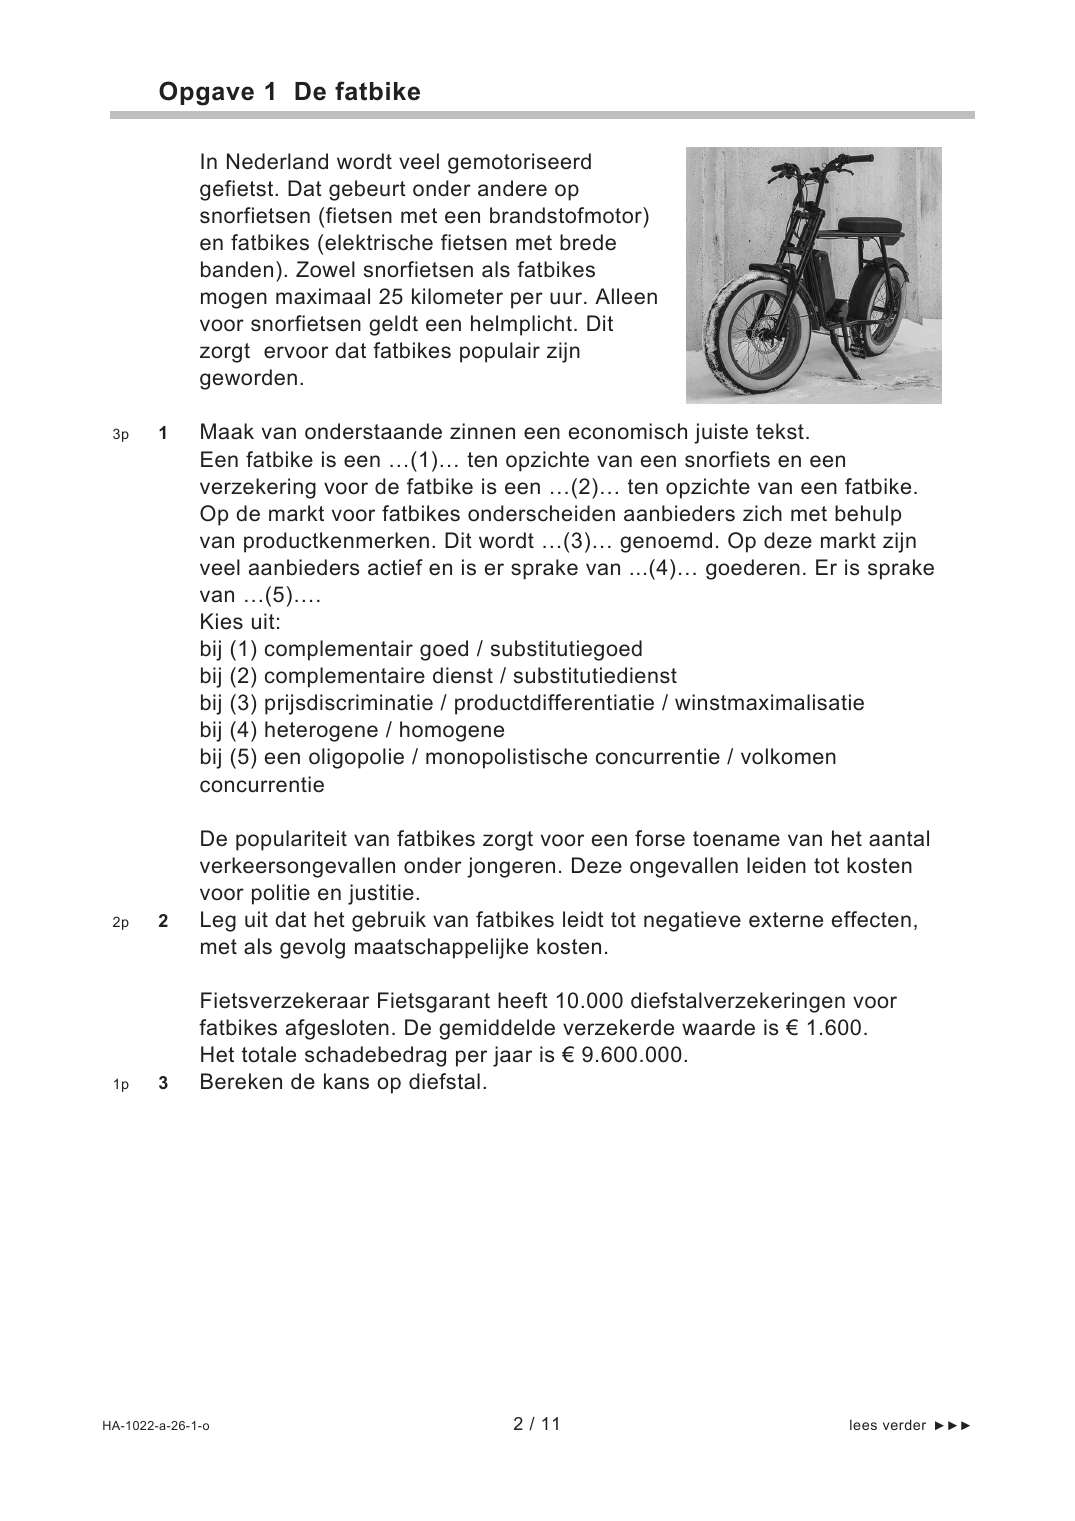 Opgave 1 De fatbike
In Nederland wordt veel gemotoriseerd
gefietst. Dat gebeurt onder andere op
snorfietsen (fietsen met een brandstofmotor)
en fatbikes (elektrische fietsen met brede
banden). Zowel snorfietsen als fatbikes
mogen maximaal 25 kilometer per uur. Alleen
voor snorfietsen geldt een helmplicht. Dit
zorgt  ervoor dat fatbikes populair zijn
geworden.
3p 1 Maak van onderstaande zinnen een economisch juiste tekst.
Een fatbike is een …(1)… ten opzichte van een snorfiets en een
verzekering voor de fatbike is een …(2)… ten opzichte van een fatbike.
Op de markt voor fatbikes onderscheiden aanbieders zich met behulp
van productkenmerken. Dit wordt …(3)… genoemd. Op deze markt zijn
veel aanbieders actief en is er sprake van ...(4)… goederen. Er is sprake
van …(5)….
Kies uit:
bij (1) complementair goed / substitutiegoed
bij (2) complementaire dienst / substitutiedienst
bij (3) prijsdiscriminatie / productdifferentiatie / winstmaximalisatie
bij (4) heterogene / homogene
bij (5) een oligopolie / monopolistische concurrentie / volkomen
concurrentie
De populariteit van fatbikes zorgt voor een forse toename van het aantal
verkeersongevallen onder jongeren. Deze ongevallen leiden tot kosten
voor politie en justitie.
2p 2 Leg uit dat het gebruik van fatbikes leidt tot negatieve externe effecten,
met als gevolg maatschappelijke kosten.
Fietsverzekeraar Fietsgarant heeft 10.000 diefstalverzekeringen voor
fatbikes afgesloten. De gemiddelde verzekerde waarde is € 1.600.
Het totale schadebedrag per jaar is € 9.600.000.
1p 3 Bereken de kans op diefstal.
HA-1022-a-26-1-o 2 / 11 lees verder ►►►